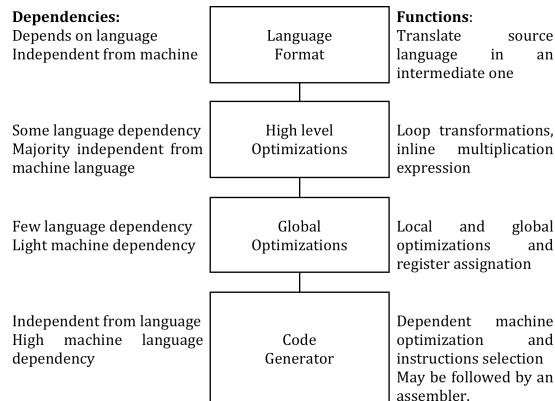 Dependencies:
Depends on language
Independent from machine
Language
Format
Functions:
Translate source
language in an
intermediate one
Some language dependency
Majority independent from
machine language
High level
Optimizations
Loop transformations,
inline multiplication
expression
Few language dependency
Light machine dependency
Global
Optimizations
Local and global
optimizations and
register assignation
Independent from language
High machine language
dependency
Code
Generator
Dependent machine
optimization and
instructions selection
May be followed by an
assembler.